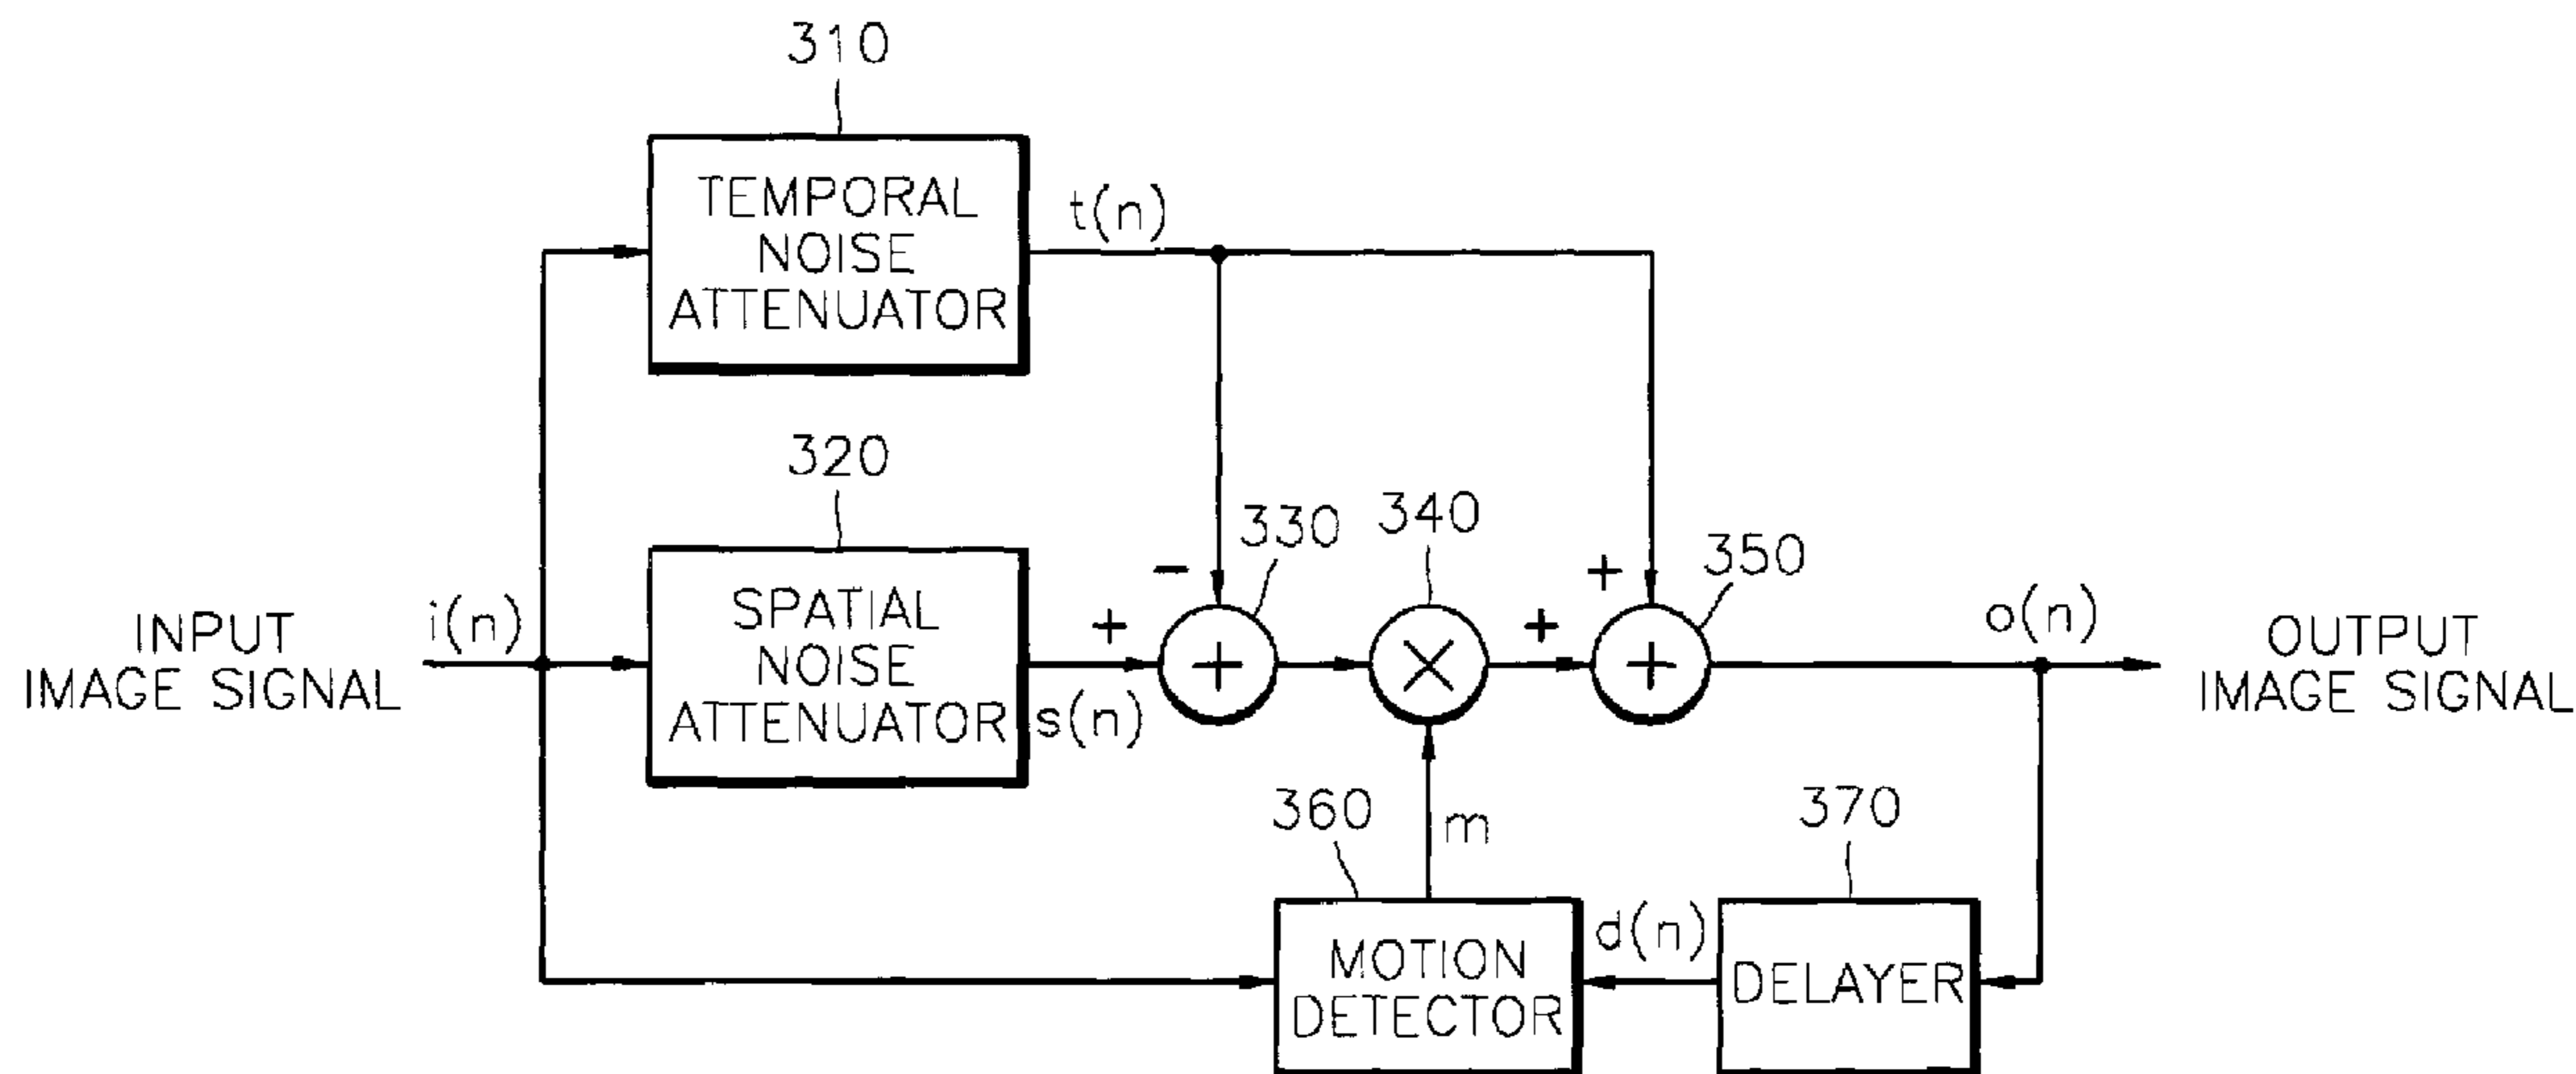 310
TEMPORAL
NOISE
ATTENUATOR
t(n)
320
SPATIAL
NOISE
ATTENUATOR
s(n)
INPUT
IMAGE SIGNAL
i(n)
-
+
+
330
×
340
+
+
+
350
o(n)
OUTPUT
IMAGE SIGNAL
360
m
MOTION
DETECTOR
d(n)
370
DELAYER